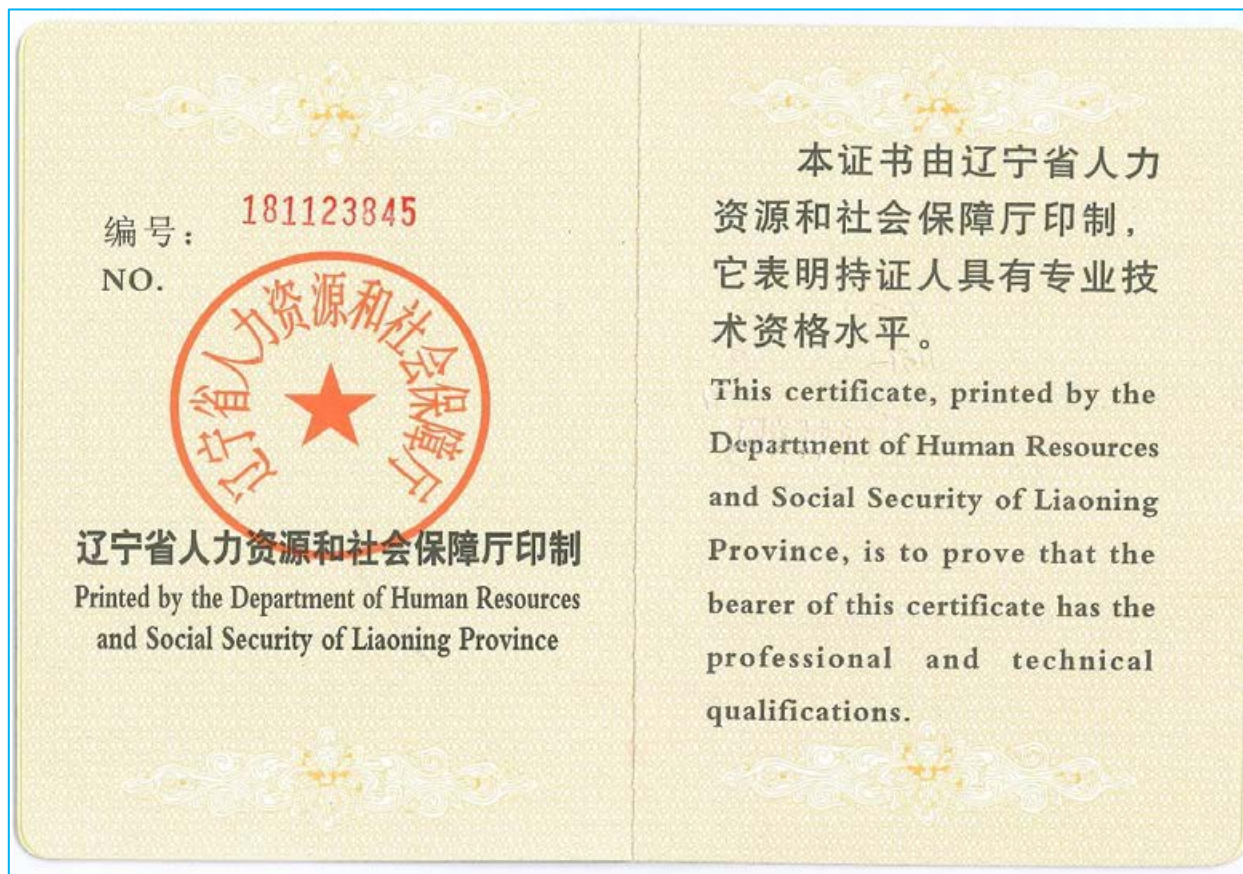 编号：
181123845
NO.
辽宁省人力资源和社会保障厅
辽宁省人力资源和社会保障厅印制
Printed by the Department of Human Resources
and Social Security of Liaoning Province
本证书由辽宁省人力
资源和社会保障厅印制，
它表明持证人具有专业技
术资格水平。
This certificate, printed by the
Department of Human Resources
and Social Security of Liaoning
Province, is to prove that the
bearer of this certificate has the
professional and technical
qualifications.